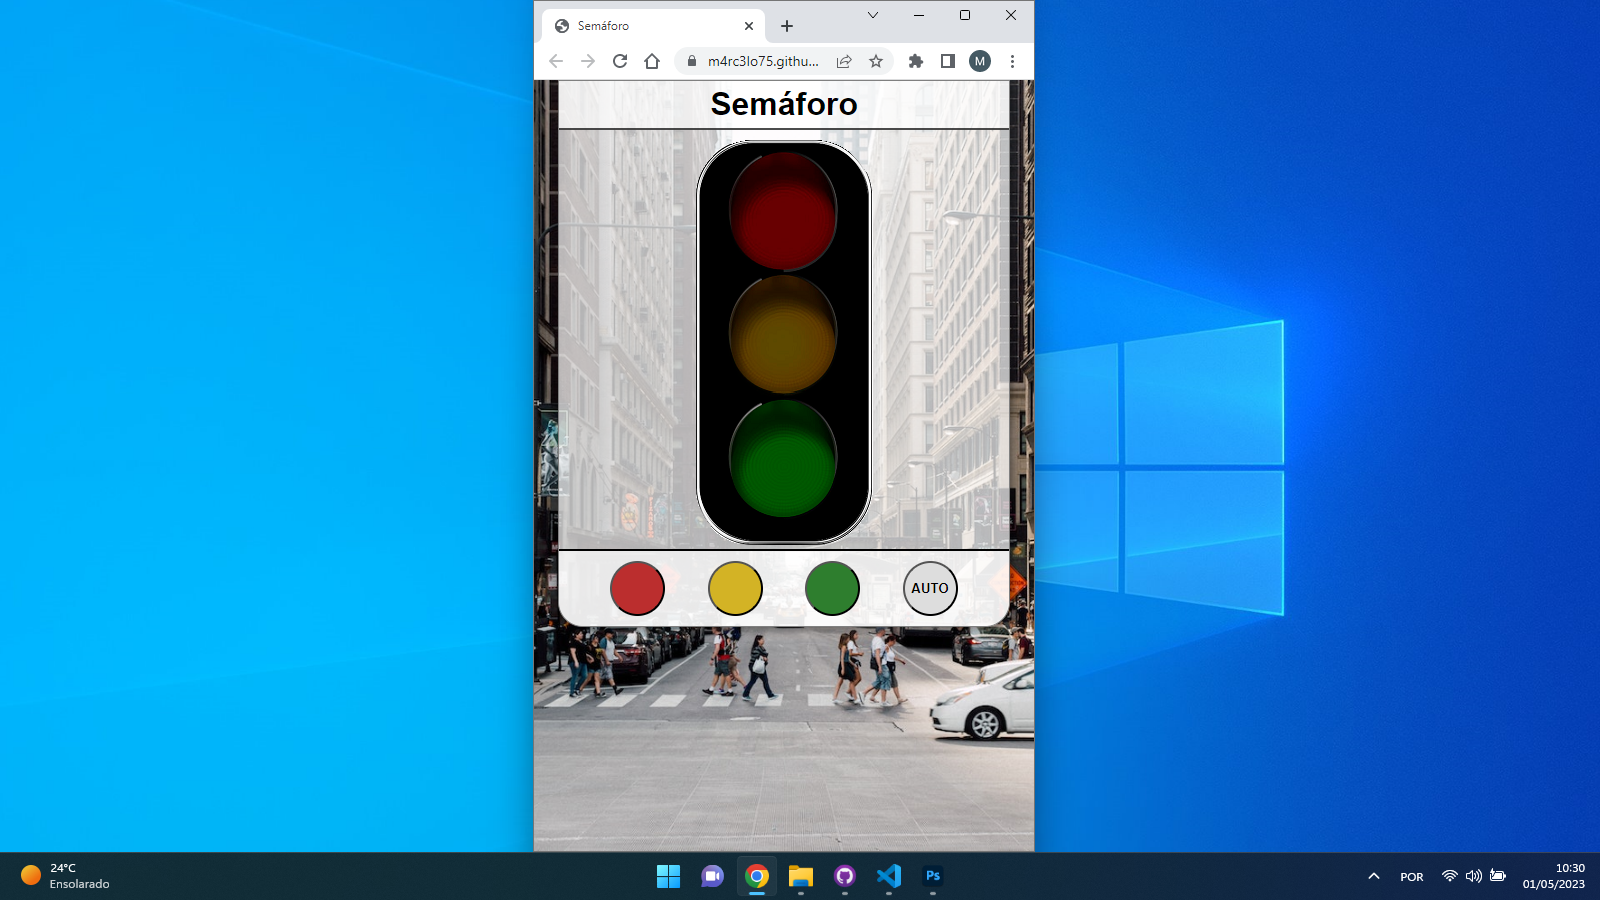 Semáforo
m4rc3lo75.githu...
M
Semáforo
AUTO
24°C
Ensolarado
Ps
POR
10:30
01/05/2023